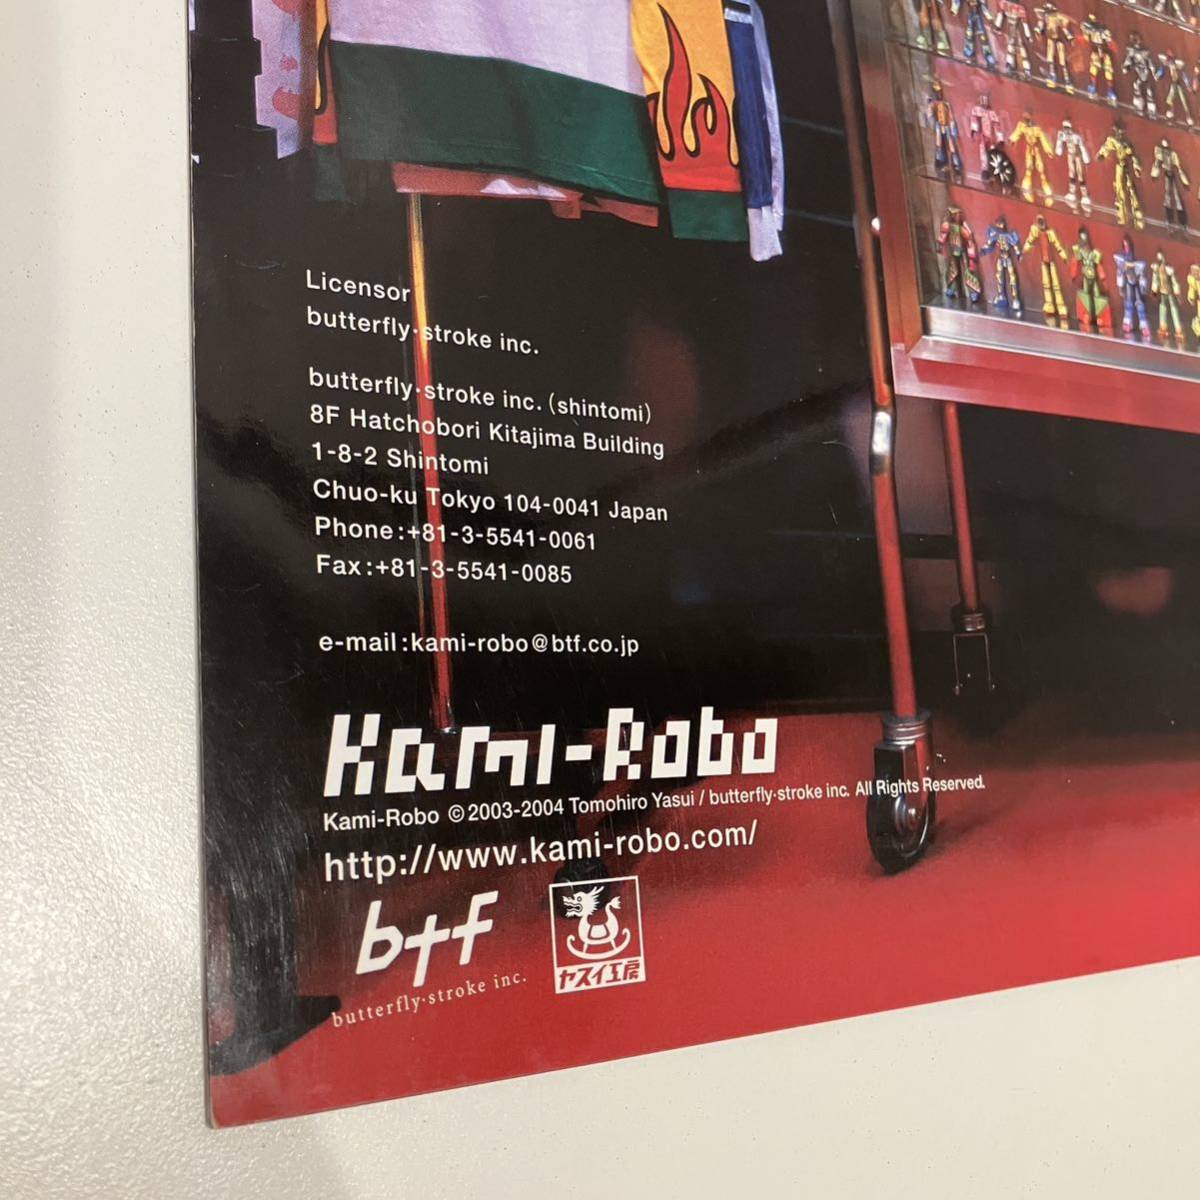 Licensor
butterfly·stroke inc.
butterfly·stroke inc. (shintomi)
8F Hatchobori Kitajima Building
1-8-2 Shintomi
Chuo-ku Tokyo 104-0041 Japan
Phone:+81-3-5541-0061
Fax:+81-3-5541-0085
e-mail:kami-robo@btf.co.jp
Kami-Robo
Kami-Robo ©2003-2004 Tomohiro Yasui / butterfly·stroke inc. All Rights Reserved.
http://www.kami-robo.com/
btf
butterfly·stroke inc.
ヤスイ工房